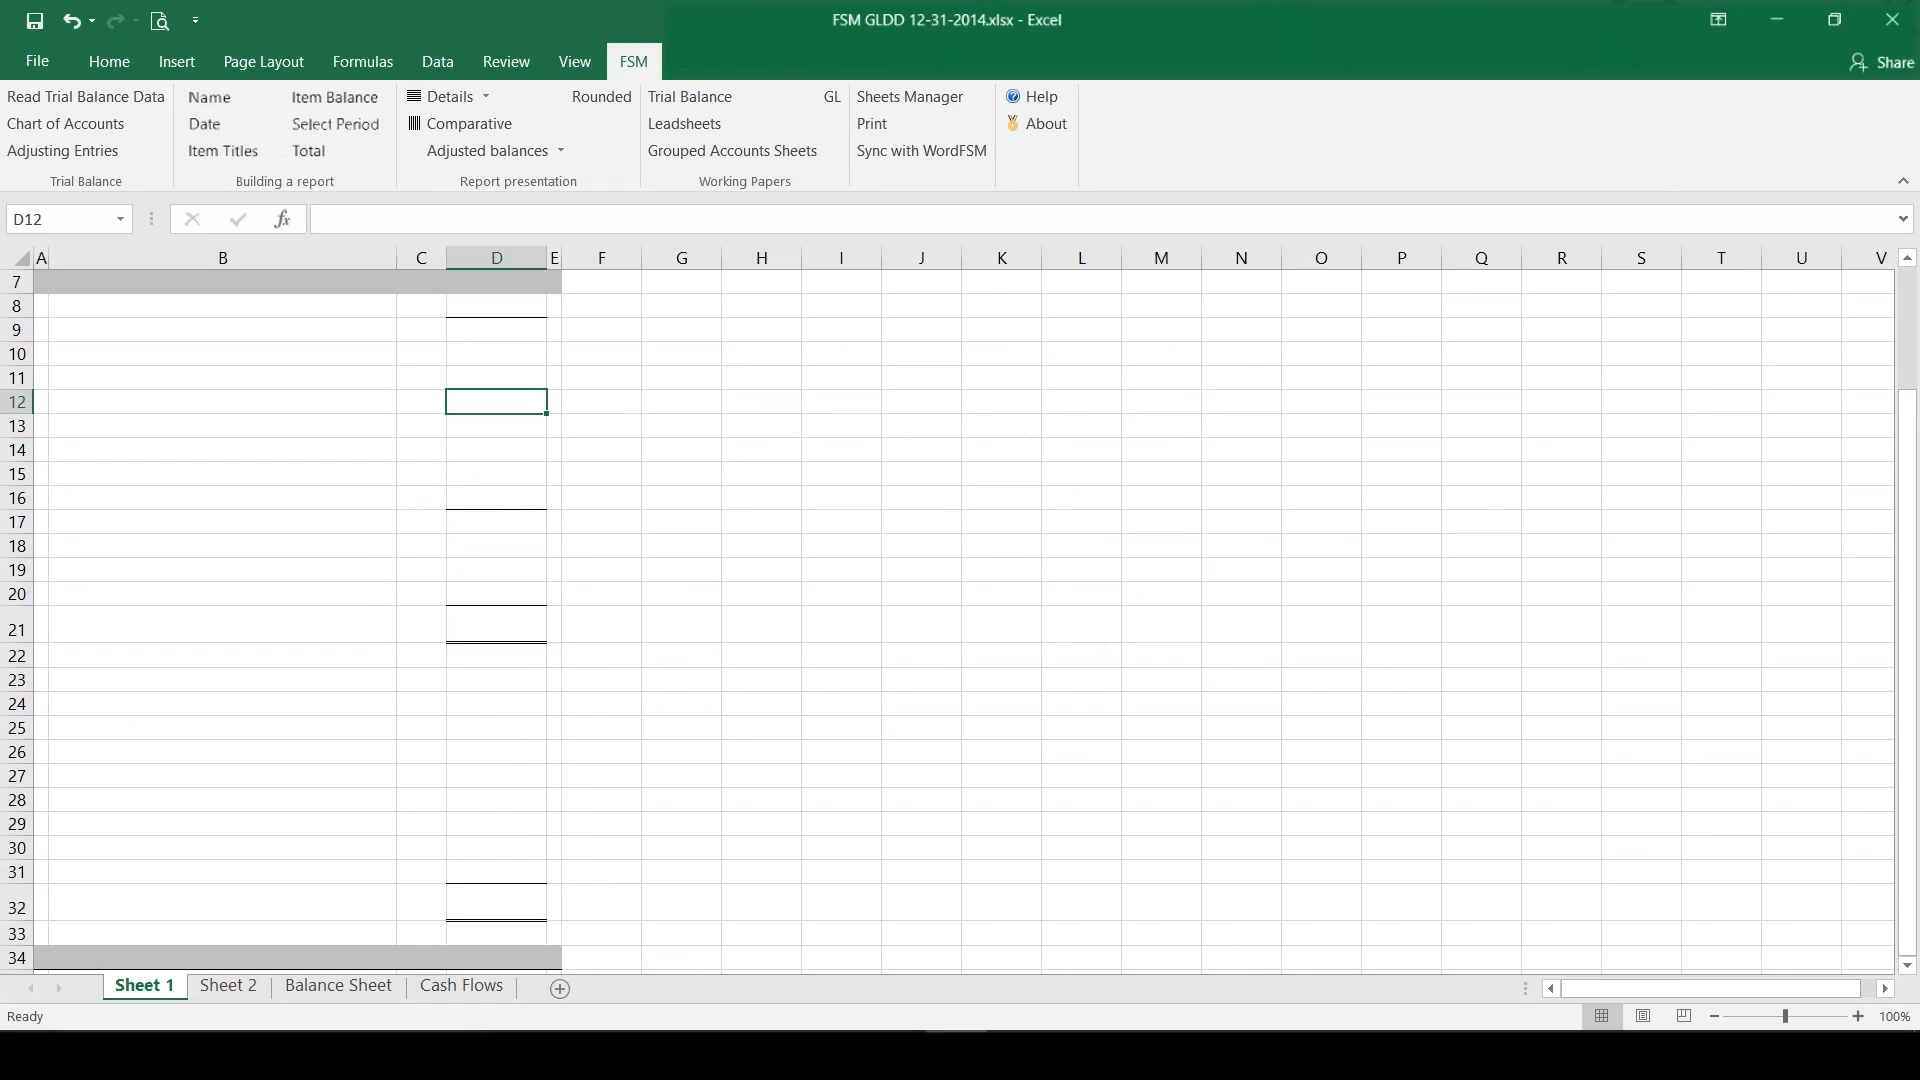 FSM GLDD 12-31-2014.xlsx - Excel
File Home Insert Page Layout Formulas Data Review View FSM Share
Read Trial Balance Data Name Item Balance Details Rounded Trial Balance GL Sheets Manager Help
Chart of Accounts Date Select Period Comparative Leadsheets Print About
Adjusting Entries Item Titles Total Adjusted balances Grouped Accounts Sheets Sync with WordFSM
Trial Balance Building a report Report presentation Working Papers
D12 fx
A B C D E F G H I J K L M N O P Q R S T U V
7
8
9
10
11
12
13
14
15
16
17
18
19
20
21
22
23
24
25
26
27
28
29
30
31
32
33
34
Sheet 1 Sheet 2 Balance Sheet Cash Flows
Ready 100%